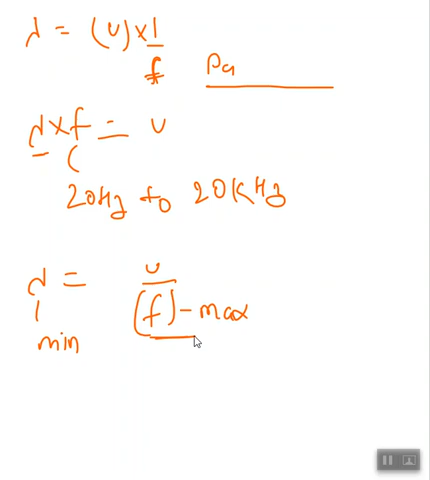 λ = (v) x 1/f
Pa
λ x f = v
20Hz to 20KHz
λ = v/(f) - max
min